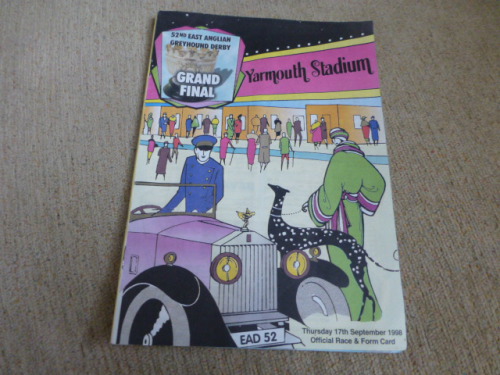 52ND EAST ANGLIAN
GREYHOUND DERBY
GRAND
FINAL
Yarmouth Stadium
EAD 52
Thursday 17th September 1998
Official Race & Form Card